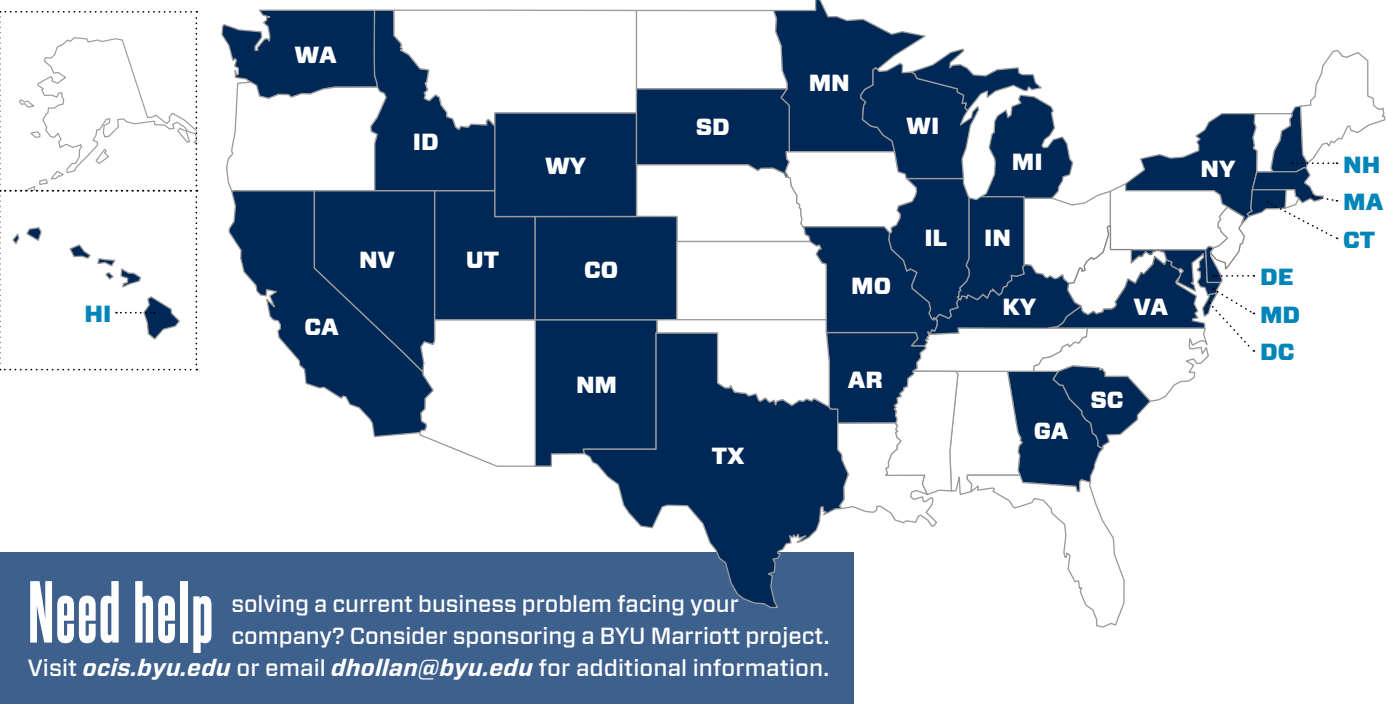 WA
MN
ID
SD
WI
WY
MI
NY
NH
MA
CT
NV
UT
CO
IL
IN
MO
KY
VA
DE
MD
DC
HI
CA
NM
AR
SC
GA
TX
Need help solving a current business problem facing your
company? Consider sponsoring a BYU Marriott project.
Visit ocis.byu.edu or email dhollan@byu.edu for additional information.